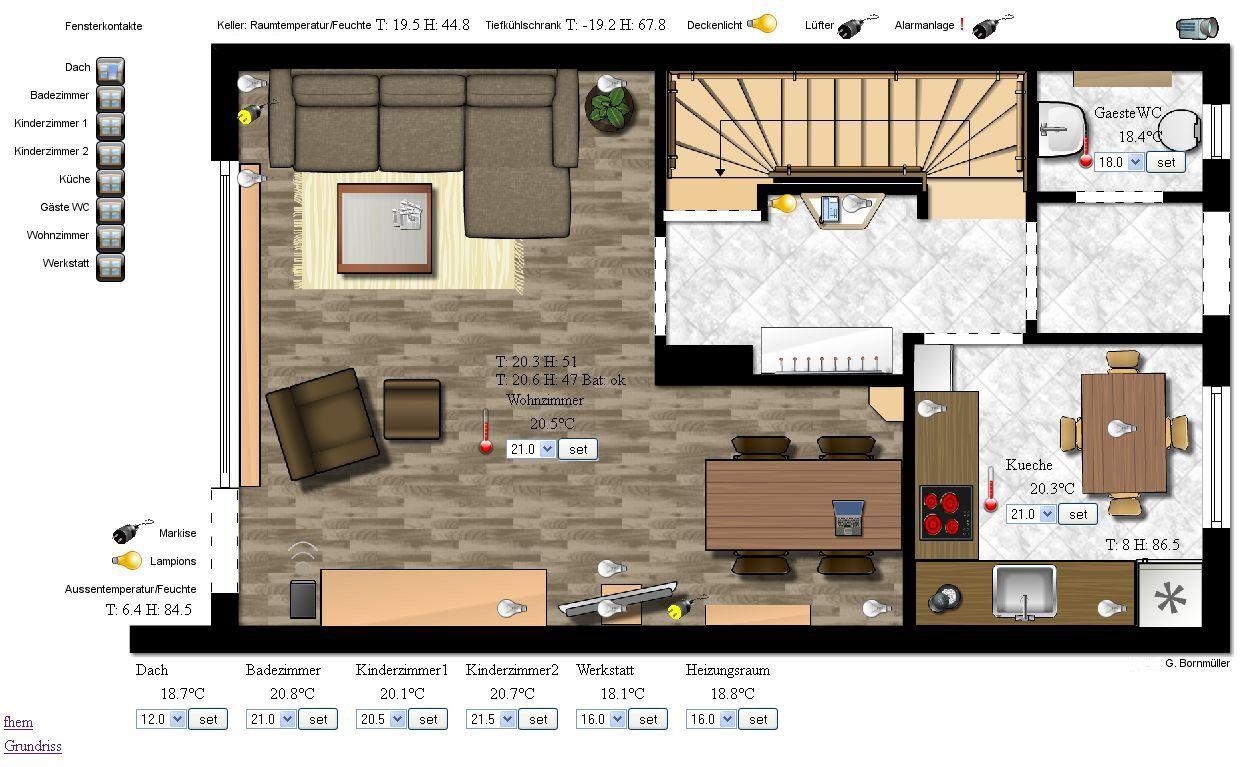 Fensterkontakte
Keller: Raumtemperatur/Feuchte T: 19.5 H: 44.8 Tiefkühlschrank T: -19.2 H: 67.8 Deckenlicht Lüfter Alarmanlage !
Dach
Badezimmer
Kinderzimmer 1
Kinderzimmer 2
Küche
Gäste WC
Wohnzimmer
Werkstatt
GaesteWC
18.4°C
18.0 set
T: 20.3 H: 51
T: 20.6 H: 47 Bat: ok
Wohnzimmer
20.5°C
21.0 set
Kueche
20.3°C
21.0 set
T: 8 H: 86.5
Markise
Lampions
Aussentemperatur/Feuchte
T: 6.4 H: 84.5
G. Bornmüller
Dach Badezimmer Kinderzimmer1 Kinderzimmer2 Werkstatt Heizungsraum
18.7°C 20.8°C 20.1°C 20.7°C 18.1°C 18.8°C
12.0 set 21.0 set 20.5 set 21.5 set 16.0 set 16.0 set
fhem
Grundriss